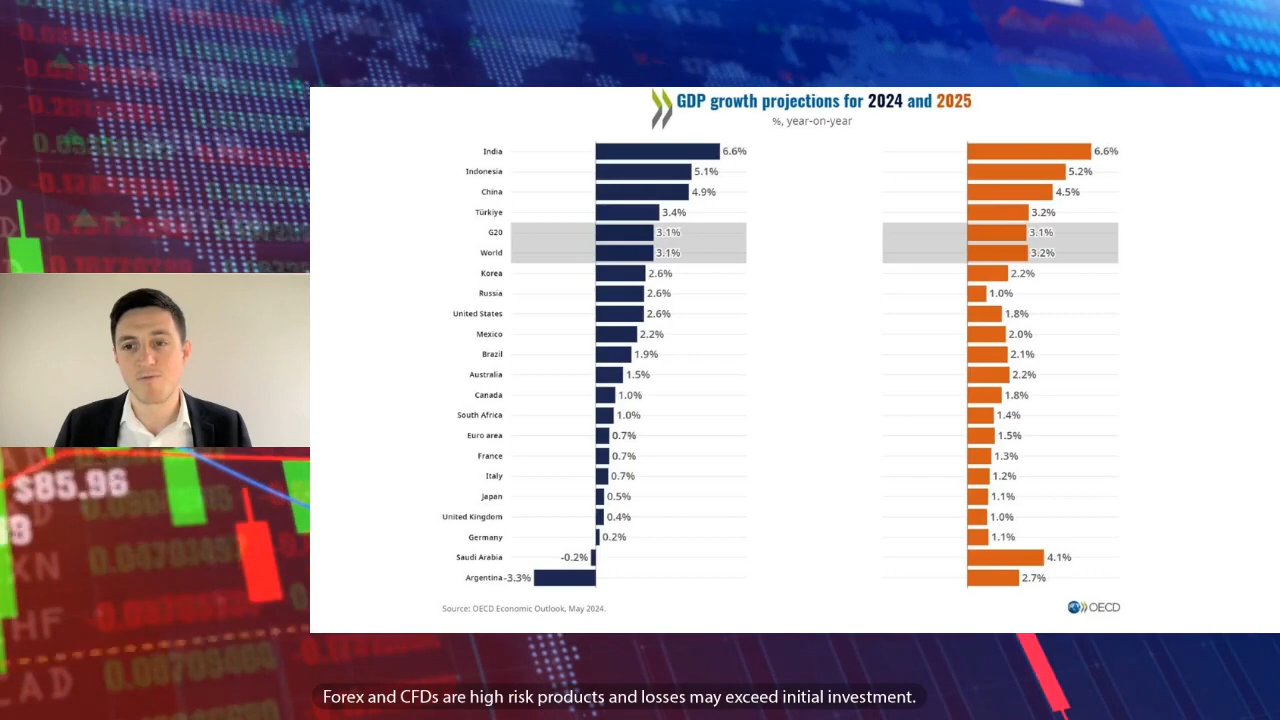 GDP growth projections for 2024 and 2025
%, year-on-year
India 6.6% 6.6%
Indonesia 5.1% 5.2%
China 4.9% 4.5%
Türkiye 3.4% 3.2%
G20 3.1% 3.1%
World 3.1% 3.2%
Korea 2.6% 2.2%
Russia 2.6% 1.0%
United States 2.6% 1.8%
Mexico 2.2% 2.0%
Brazil 1.9% 2.1%
Australia 1.5% 2.2%
Canada 1.0% 1.8%
South Africa 1.0% 1.4%
Euro area 0.7% 1.5%
France 0.7% 1.3%
Italy 0.7% 1.2%
Japan 0.5% 1.1%
United Kingdom 0.4% 1.0%
Germany 0.2% 1.1%
Saudi Arabia -0.2% 4.1%
Argentina -3.3% 2.7%
Source: OECD Economic Outlook, May 2024.
OECD
$85.96
Forex and CFDs are high risk products and losses may exceed initial investment.